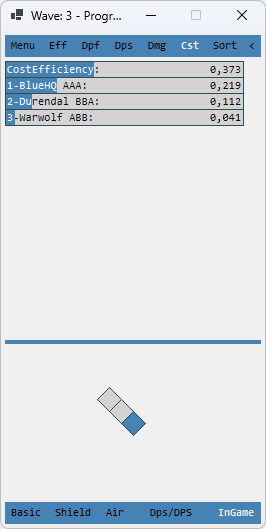 Wave: 3 - Progr...
Menu Eff Dpf Dps Dmg Cst Sort <
CostEfficiency: 0,373
1-BlueHQ AAA: 0,219
2-Durendal BBA: 0,112
3-Warwolf ABB: 0,041
Basic Shield Air Dps/DPS InGame